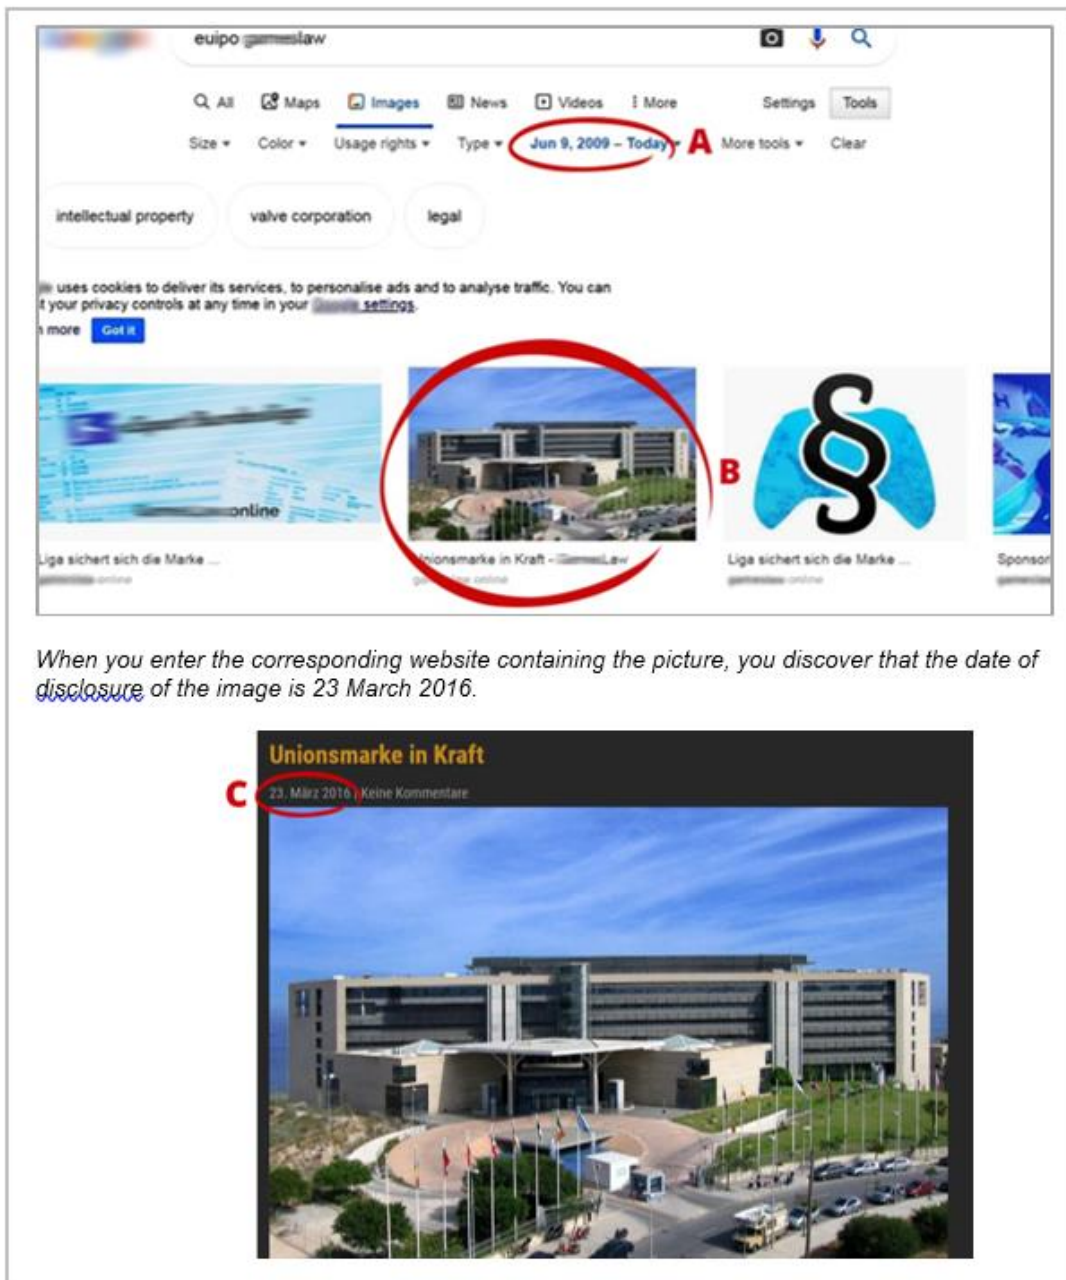 euipo gameslaw
All Maps Images News Videos More Settings Tools
Size Color Usage rights Type Jun 9, 2009 – Today A More tools Clear
intellectual property valve corporation legal
uses cookies to deliver its services, to personalise ads and to analyse traffic. You can
t your privacy controls at any time in your settings.
more Got it
B
online
Liga sichert sich die Marke ... Unionsmarke in Kraft - GamesLaw Liga sichert sich die Marke ... Sponsor
online online online
When you enter the corresponding website containing the picture, you discover that the date of
disclosure of the image is 23 March 2016.
Unionsmarke in Kraft
C 23. März 2016 | Keine Kommentare